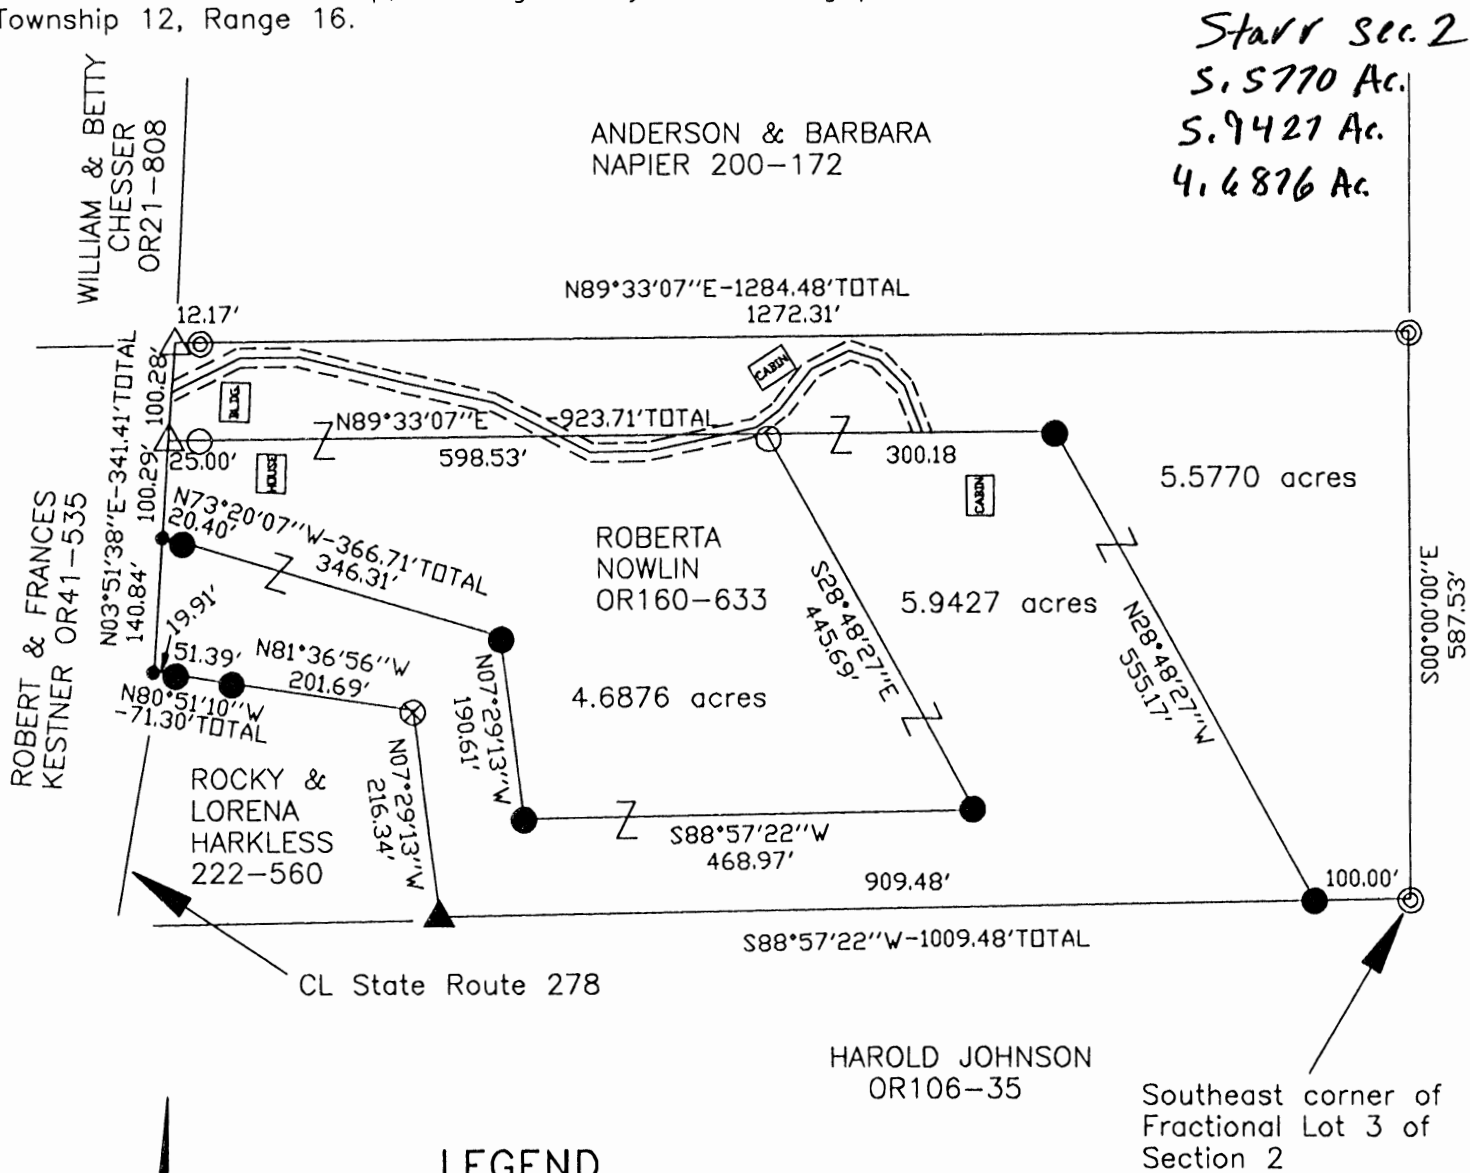 Township 12, Range 16.
Starr Sec. 2
5.5770 Ac.
5.9427 Ac.
4.6876 Ac.
WILLIAM & BETTY
CHESSER
OR21-808
ANDERSON & BARBARA
NAPIER 200-172
N89°33'07''E-1284.48'TOTAL
12.17'
1272.31'
N03°51'38''E-341.41'TOTAL
100.28'
BLDG.
CABIN
N89°33'07''E -923.71'TOTAL
25.00'
598.53'
300.18
100.29'
HOUSE
CABIN
5.5770 acres
ROBERT & FRANCES
KESTNER OR41-535
N73°20'07''W-366.71'TOTAL
20.40'
346.31'
ROBERTA
NOWLIN
OR160-633
S28°48'27''E
445.69'
5.9427 acres
N28°48'27''W
555.17'
S00°00'00''E
587.53'
140.84'
19.91'
51.39'
N81°36'56''W
201.69'
N80°51'10''W
-71.30'TOTAL
N07°29'13''W
190.61'
4.6876 acres
ROCKY &
LORENA
HARKLESS
222-560
N07°29'13''W
216.34'
S88°57'22''W
468.97'
909.48'
100.00'
S88°57'22''W-1009.48'TOTAL
CL State Route 278
HAROLD JOHNSON
OR106-35
Southeast corner of
Fractional Lot 3 of
Section 2
LEGEND